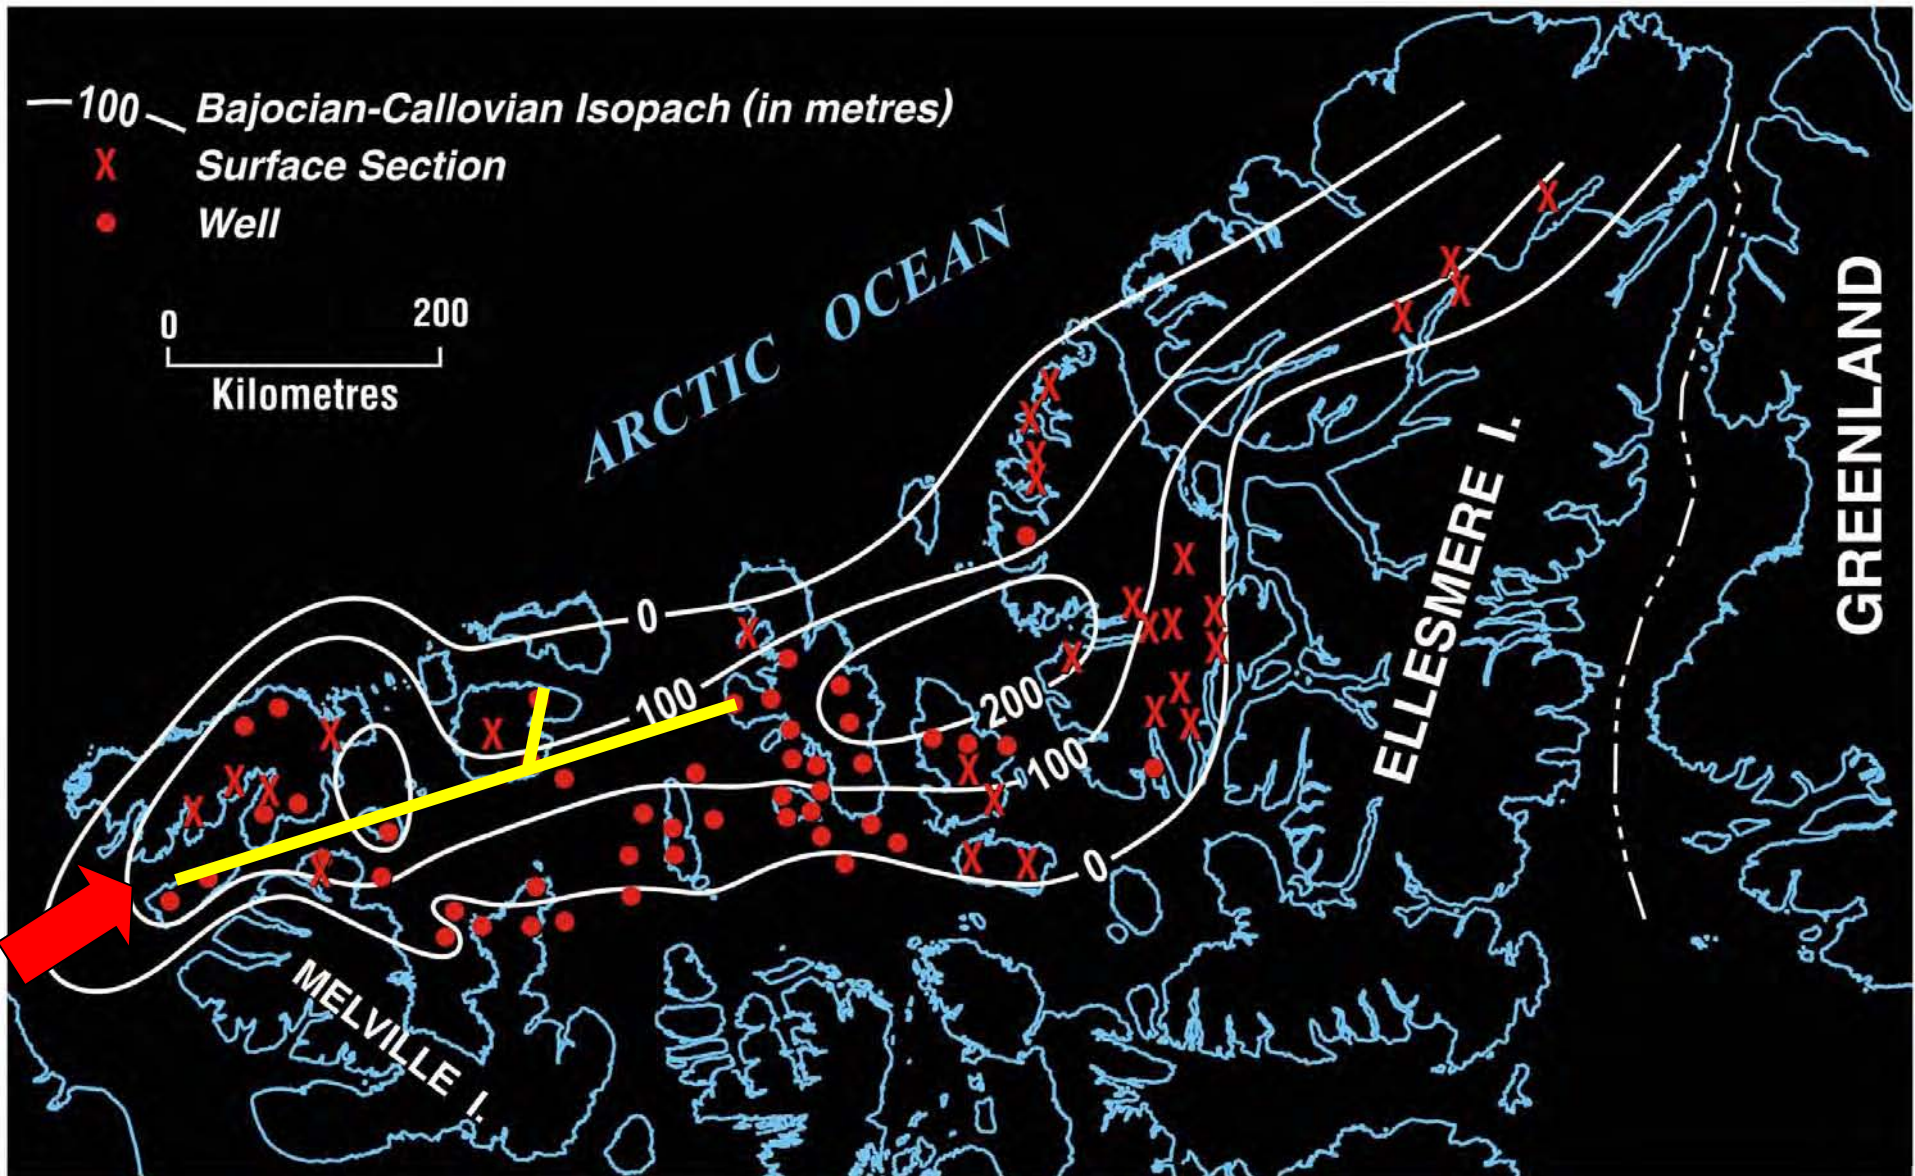 100 Bajocian-Callovian Isopach (in metres)
X Surface Section
Well
0 200
Kilometres
ARCTIC OCEAN
GREENLAND
ELLESMERE I.
0
100
200
100
0
MELVILLE I.